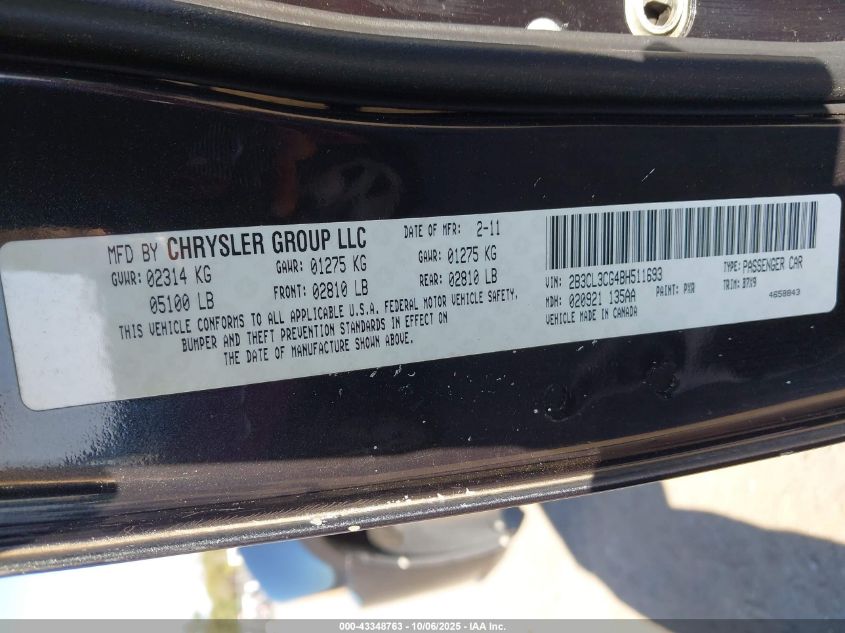 MFD BY CHRYSLER GROUP LLC DATE OF MFR: 2-11
GVWR: 02314 KG GAWR: 01275 KG GAWR: 01275 KG
05100 LB FRONT: 02810 LB REAR: 02810 LB
THIS VEHICLE CONFORMS TO ALL APPLICABLE U.S.A. FEDERAL MOTOR VEHICLE SAFETY,
BUMPER AND THEFT PREVENTION STANDARDS IN EFFECT ON
THE DATE OF MANUFACTURE SHOWN ABOVE.
VIN: 2B3CL3CG4BH511693 TYPE: PASSENGER CAR
MDH: 020921 135AA PAINT: PXR TRIM: B7X9
VEHICLE MADE IN CANADA 4658843
000-43348763 - 10/06/2025 - IAA Inc.